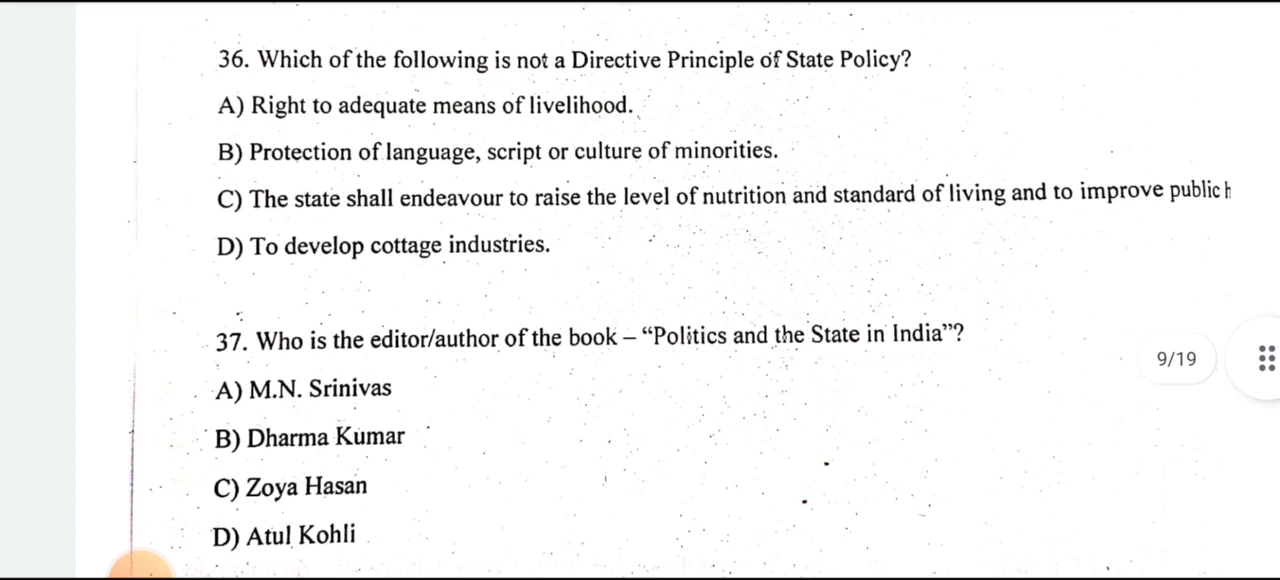 36. Which of the following is not a Directive Principle of State Policy?
A) Right to adequate means of livelihood.
B) Protection of language, script or culture of minorities.
C) The state shall endeavour to raise the level of nutrition and standard of living and to improve public h
D) To develop cottage industries.
37. Who is the editor/author of the book – “Politics and the State in India”?
9/19
A) M.N. Srinivas
B) Dharma Kumar
C) Zoya Hasan
D) Atul Kohli